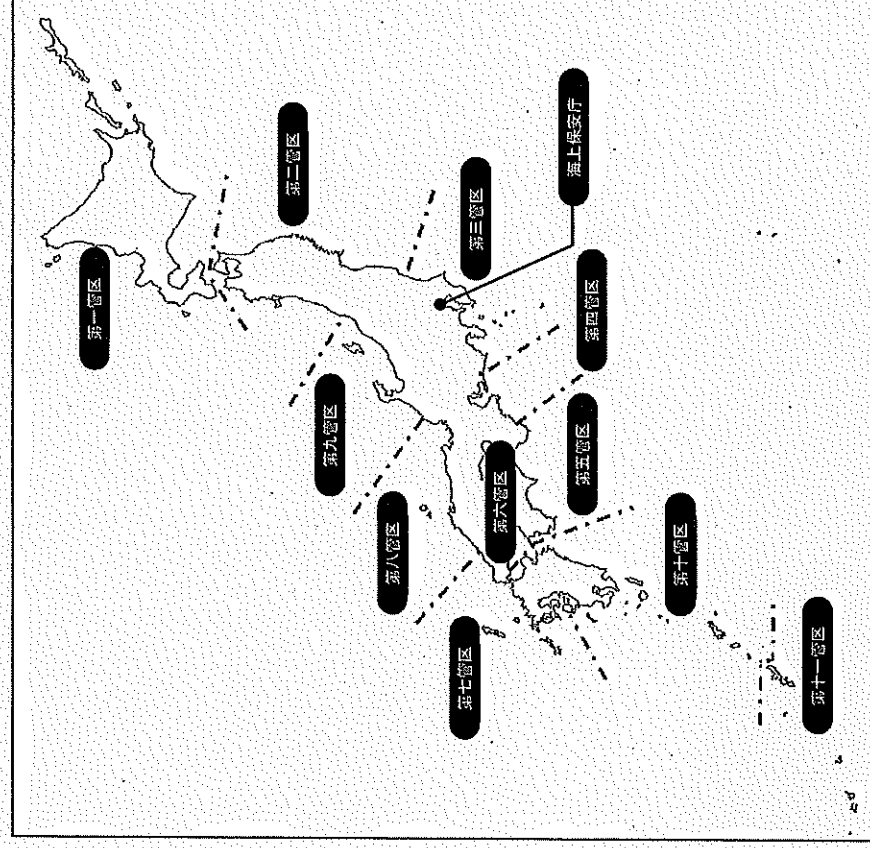 第一管区
第二管区
第三管区
海上保安庁
第四管区
第九管区
第五管区
第六管区
第八管区
第十管区
第七管区
第十一管区